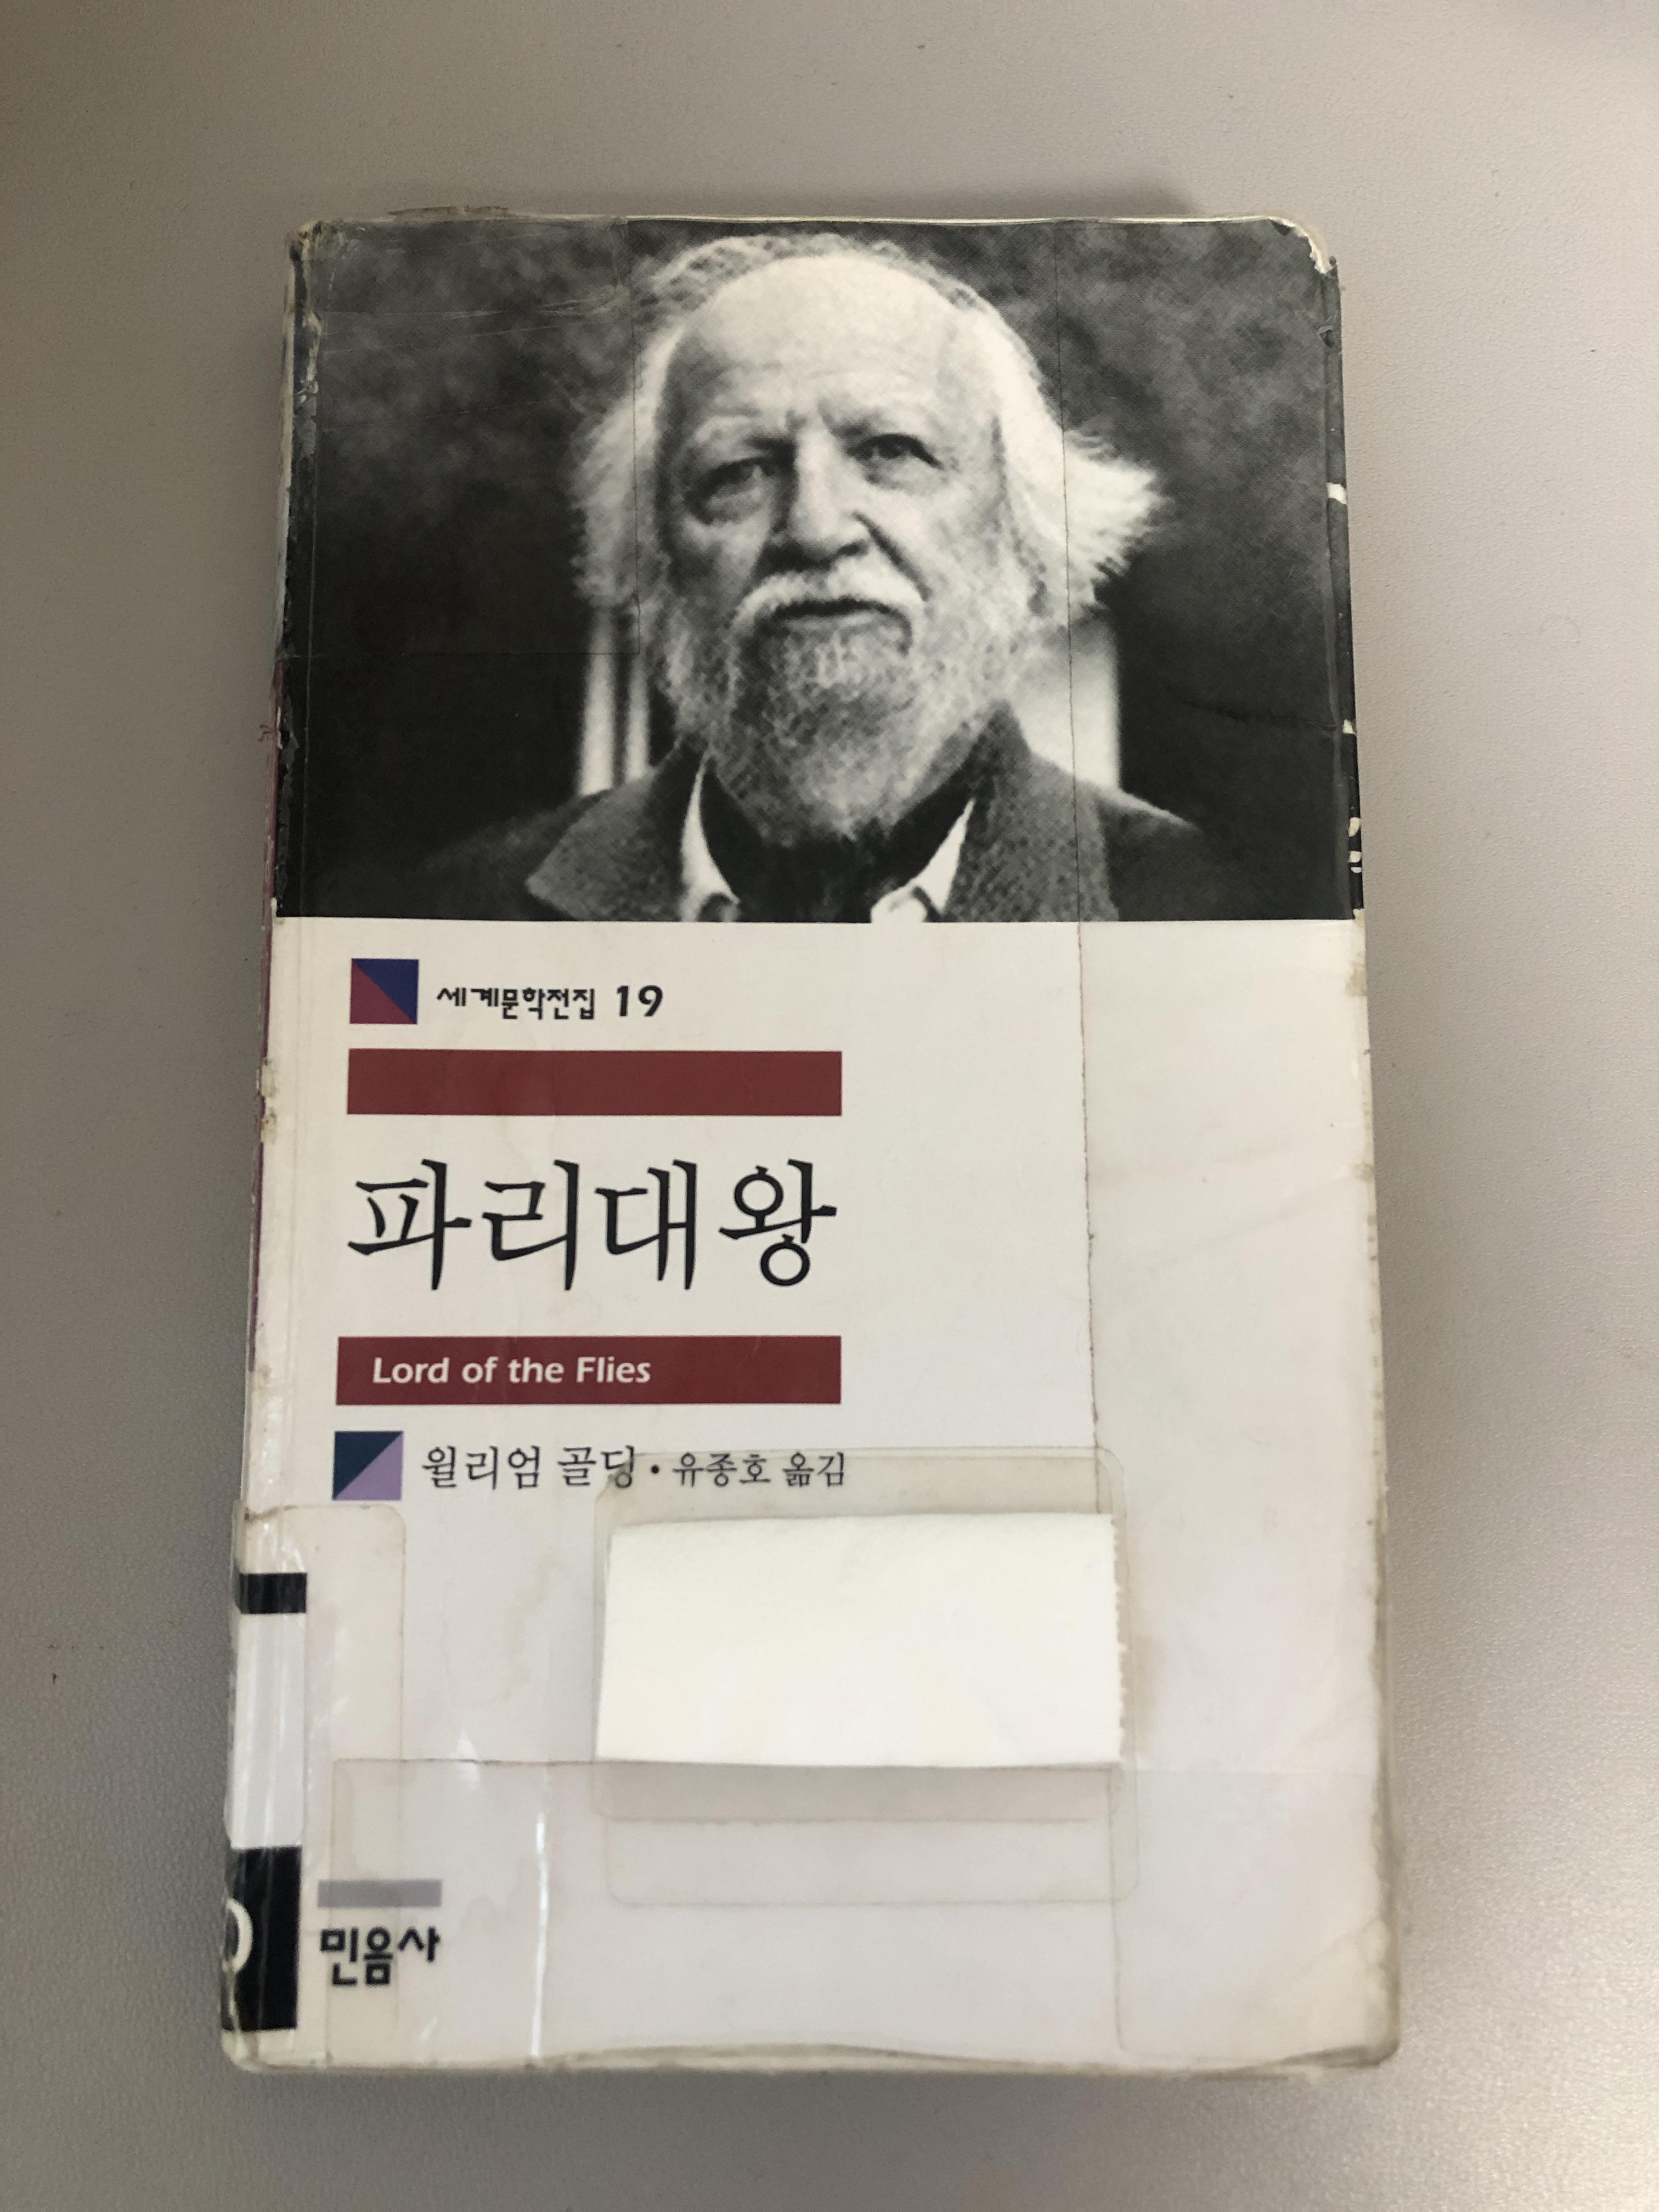 세계문학전집 19
파리대왕
Lord of the Flies
윌리엄 골딩 · 유종호 옮김
민음사